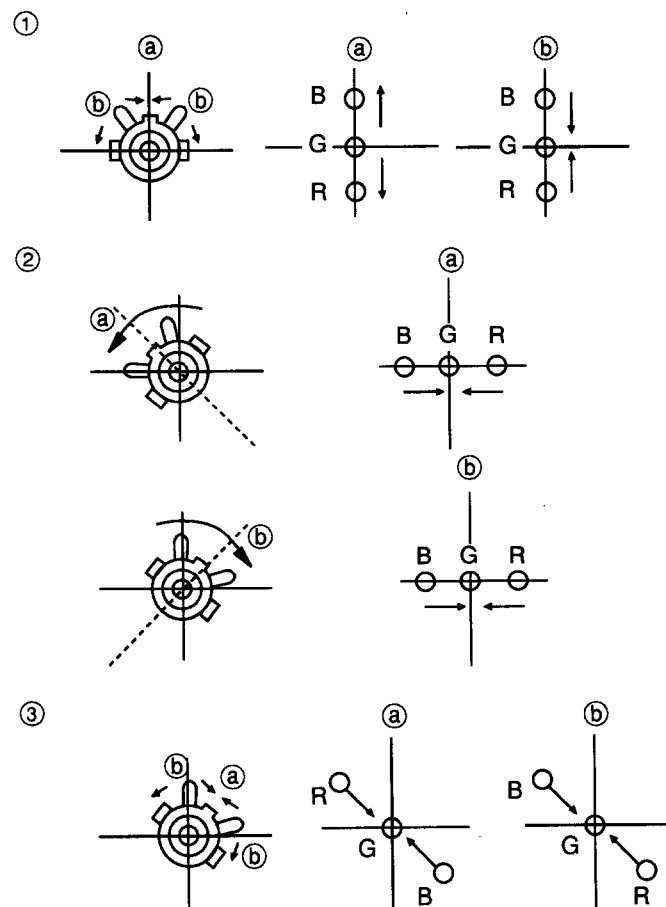 ①
ⓐ ⓐ ⓑ
ⓑ ⓑ B B
G G
R R
②
ⓐ
ⓐ B G R
ⓑ
ⓑ B G R
③
ⓐ ⓑ
ⓑ ⓐ R B
G G
ⓑ B R